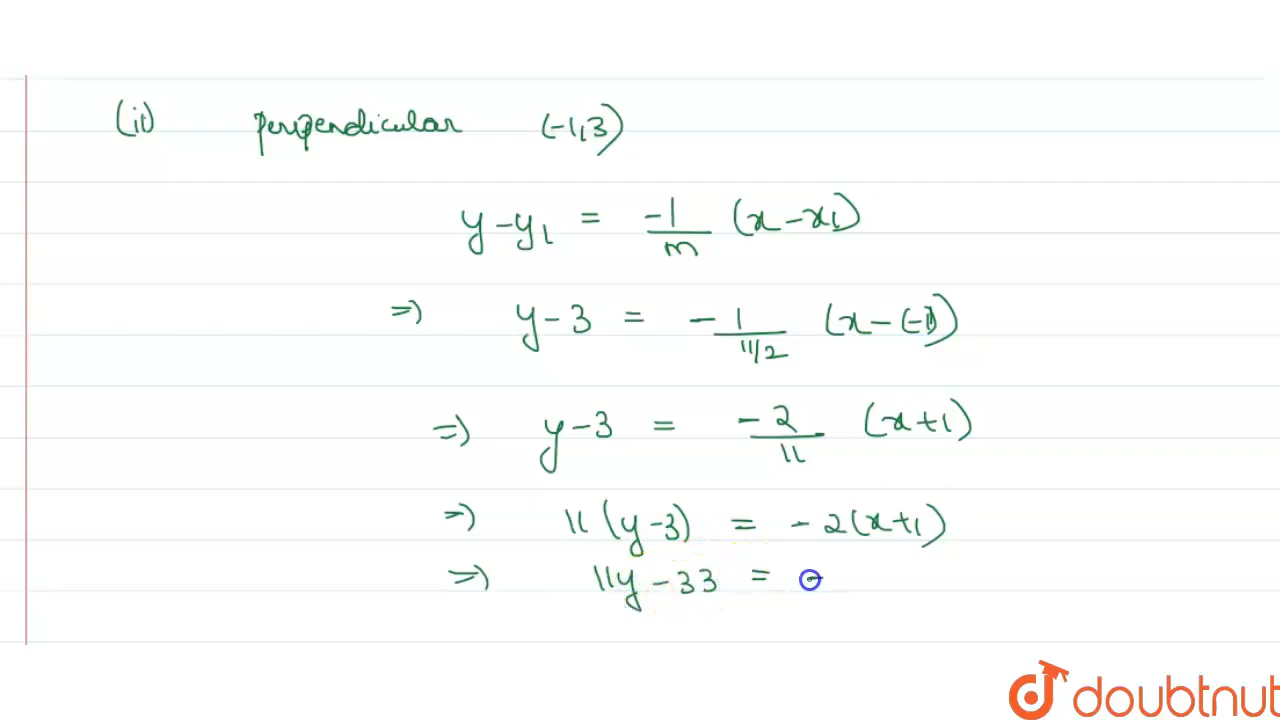 (ii) perpendicular (-1,3)
y-y₁ = -1/m (x-x₁)
=> y-3 = -1/(11/2) (x-(-1))
=> y-3 = -2/11 (x+1)
=> 11(y-3) = -2(x+1)
=> 11y-33 = -
doubtnut